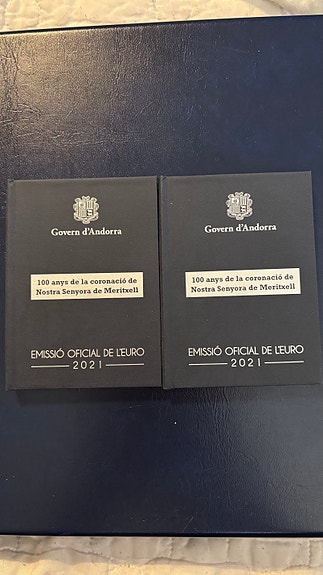 Govern d'Andorra
100 anys de la coronació de
Nostra Senyora de Meritxell
EMISSIÓ OFICIAL DE L'EURO
2021
Govern d'Andorra
100 anys de la coronació de
Nostra Senyora de Meritxell
EMISSIÓ OFICIAL DE L'EURO
2021